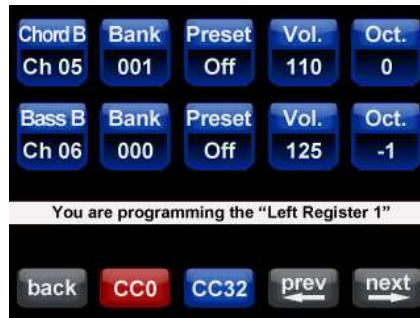 Chord B Bank Preset Vol. Oct.
Ch 05 001 Off 110 0
Bass B Bank Preset Vol. Oct.
Ch 06 000 Off 125 -1
You are programming the “Left Register 1”
back CC0 CC32 prev next